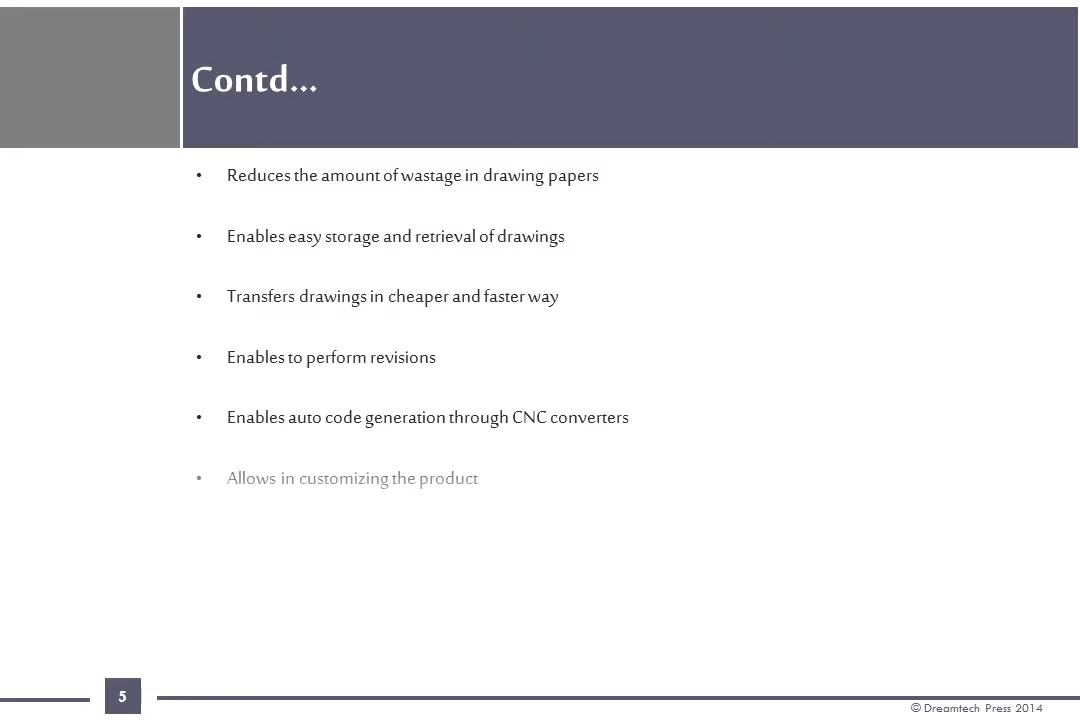 Contd...
• Reduces the amount of wastage in drawing papers
• Enables easy storage and retrieval of drawings
• Transfers drawings in cheaper and faster way
• Enables to perform revisions
• Enables auto code generation through CNC converters
• Allows in customizing the product
5
© Dreamtech Press 2014